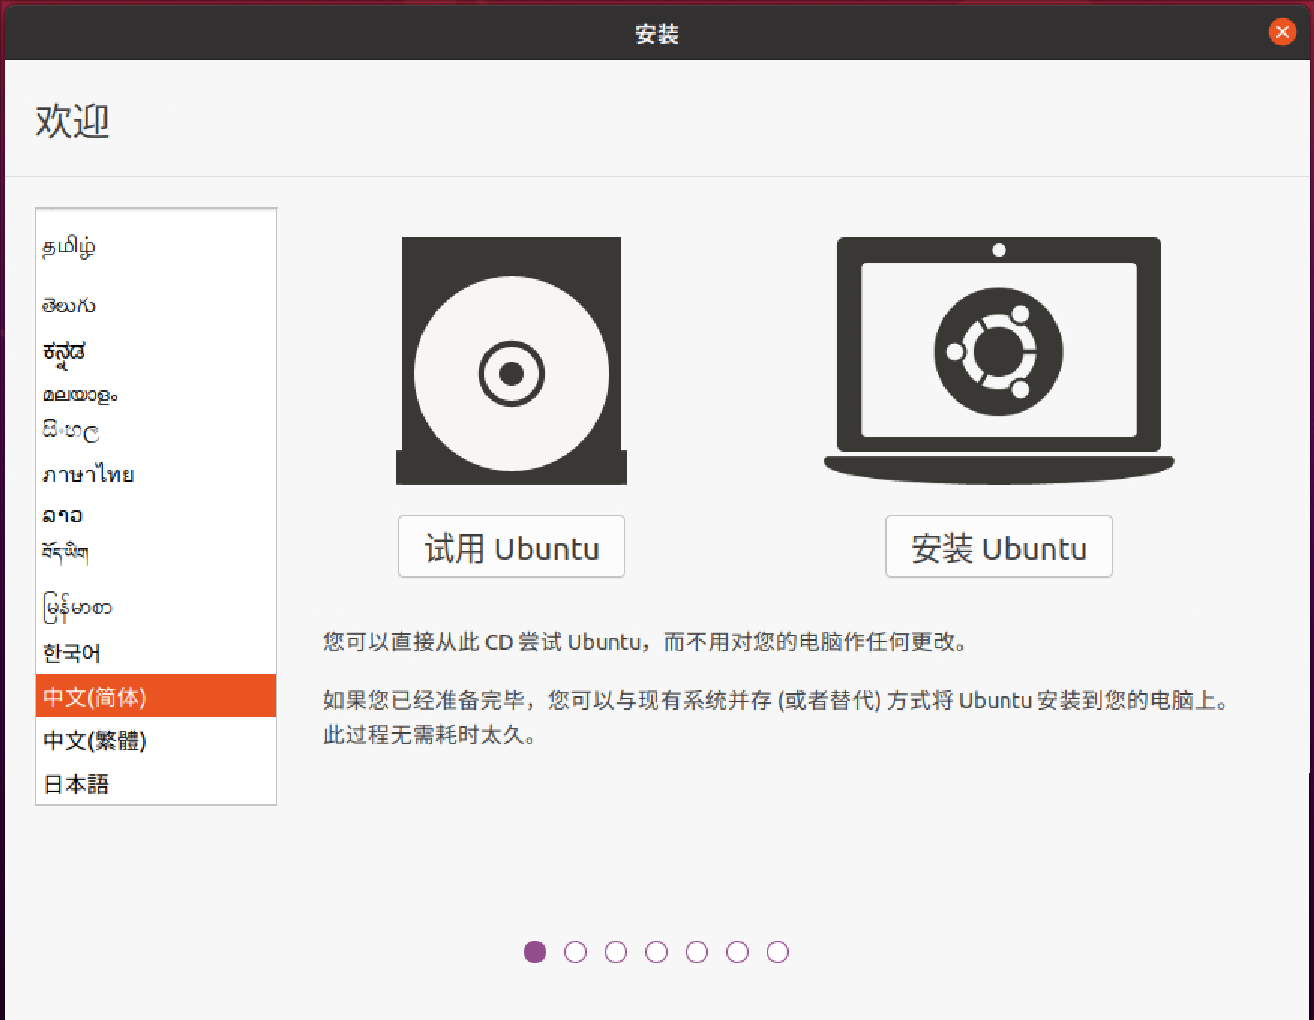 安装
欢迎
தமிழ்
తెలుగు
ಕನ್ನಡ
മലയാളം
සිංහල
ภาษาไทย
ລາວ
བོད་ཡིག
မြန်မာစာ
한국어
中文(简体)
中文(繁體)
日本語
试用 Ubuntu
安装 Ubuntu
您可以直接从此 CD 尝试 Ubuntu，而不用对您的电脑作任何更改。
如果您已经准备完毕，您可以与现有系统并存 (或者替代) 方式将 Ubuntu 安装到您的电脑上。
此过程无需耗时太久。